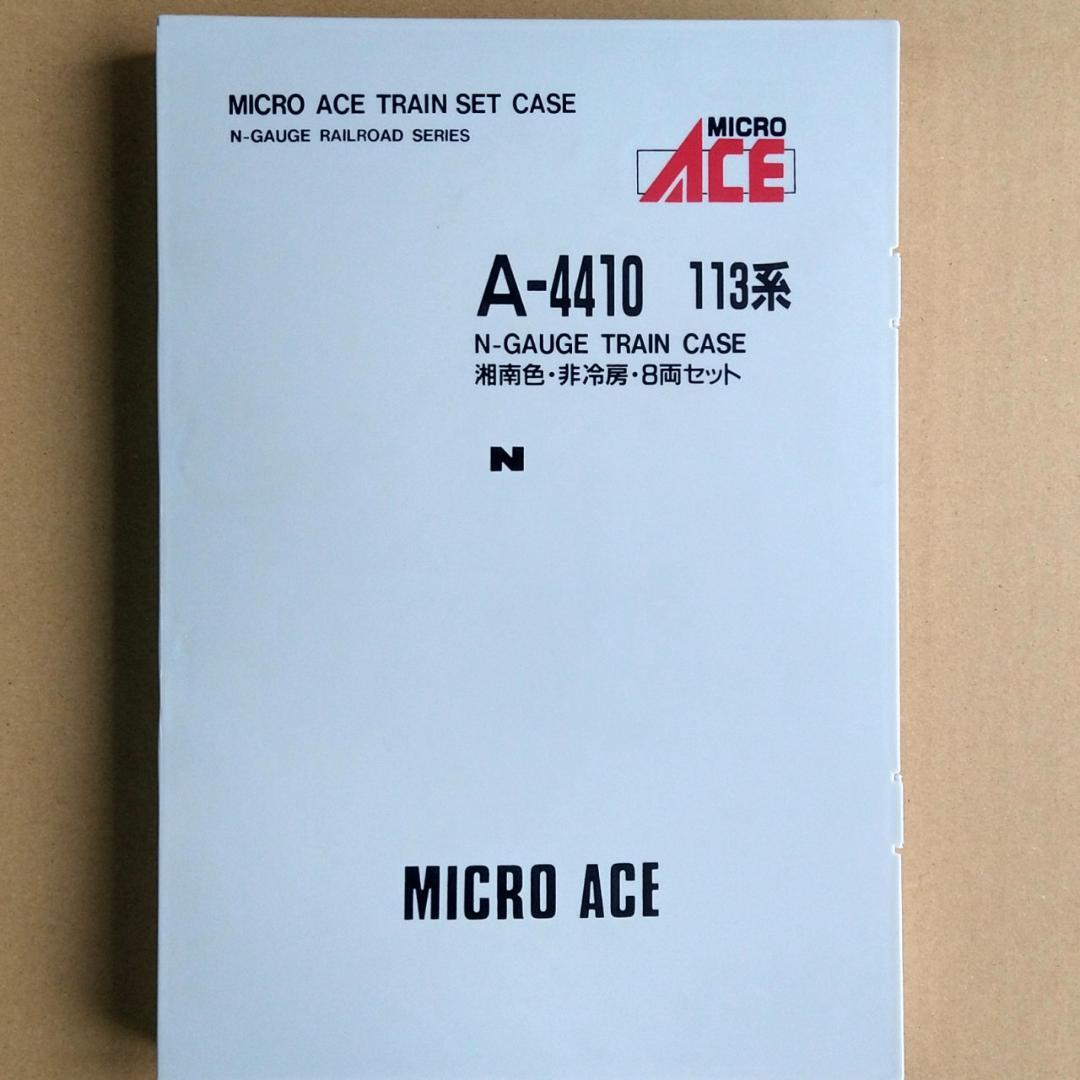 MICRO ACE TRAIN SET CASE
N-GAUGE RAILROAD SERIES
MICRO
ACE
A-4410 113系
N-GAUGE TRAIN CASE
湘南色・非冷房・8両セット
N
MICRO ACE